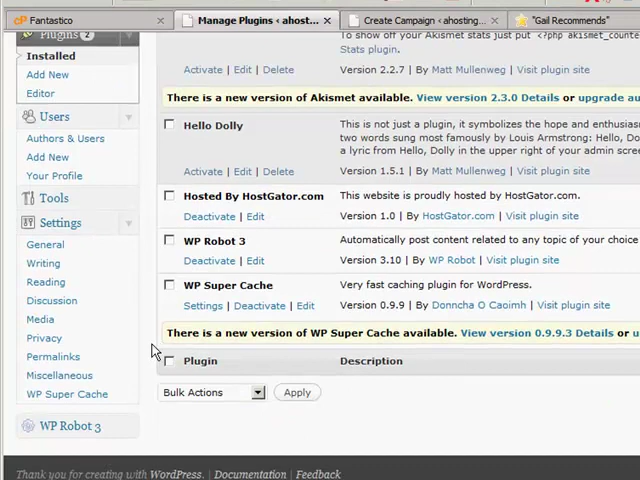 cP Fantastico
Manage Plugins ‹ ahost...
Create Campaign ‹ ahosting...
"Gail Recommends"
Plugins 2
Installed
Add New
Editor
Users
Authors & Users
Add New
Your Profile
Tools
Settings
General
Writing
Reading
Discussion
Media
Privacy
Permalinks
Miscellaneous
WP Super Cache
WP Robot 3
To show off your Akismet stats just put <?php akismet_counte
Stats plugin.
Activate | Edit | Delete
Version 2.2.7 | By Matt Mullenweg | Visit plugin site
There is a new version of Akismet available. View version 2.3.0 Details or upgrade au
Hello Dolly
This is not just a plugin, it symbolizes the hope and enthusias
two words sung most famously by Louis Armstrong: Hello, Do
a lyric from Hello, Dolly in the upper right of your admin scree
Activate | Edit | Delete
Version 1.5.1 | By Matt Mullenweg | Visit plugin site
Hosted By HostGator.com
This website is proudly hosted by HostGator.com.
Deactivate | Edit
Version 1.0 | By HostGator.com | Visit plugin site
WP Robot 3
Automatically post content related to any topic of your choice
Deactivate | Edit
Version 3.10 | By WP Robot | Visit plugin site
WP Super Cache
Very fast caching plugin for WordPress.
Settings | Deactivate | Edit
Version 0.9.9 | By Donncha O Caoimh | Visit plugin site
There is a new version of WP Super Cache available. View version 0.9.9.3 Details or u
Plugin
Description
Bulk Actions
Apply
Thank you for creating with WordPress. | Documentation | Feedback